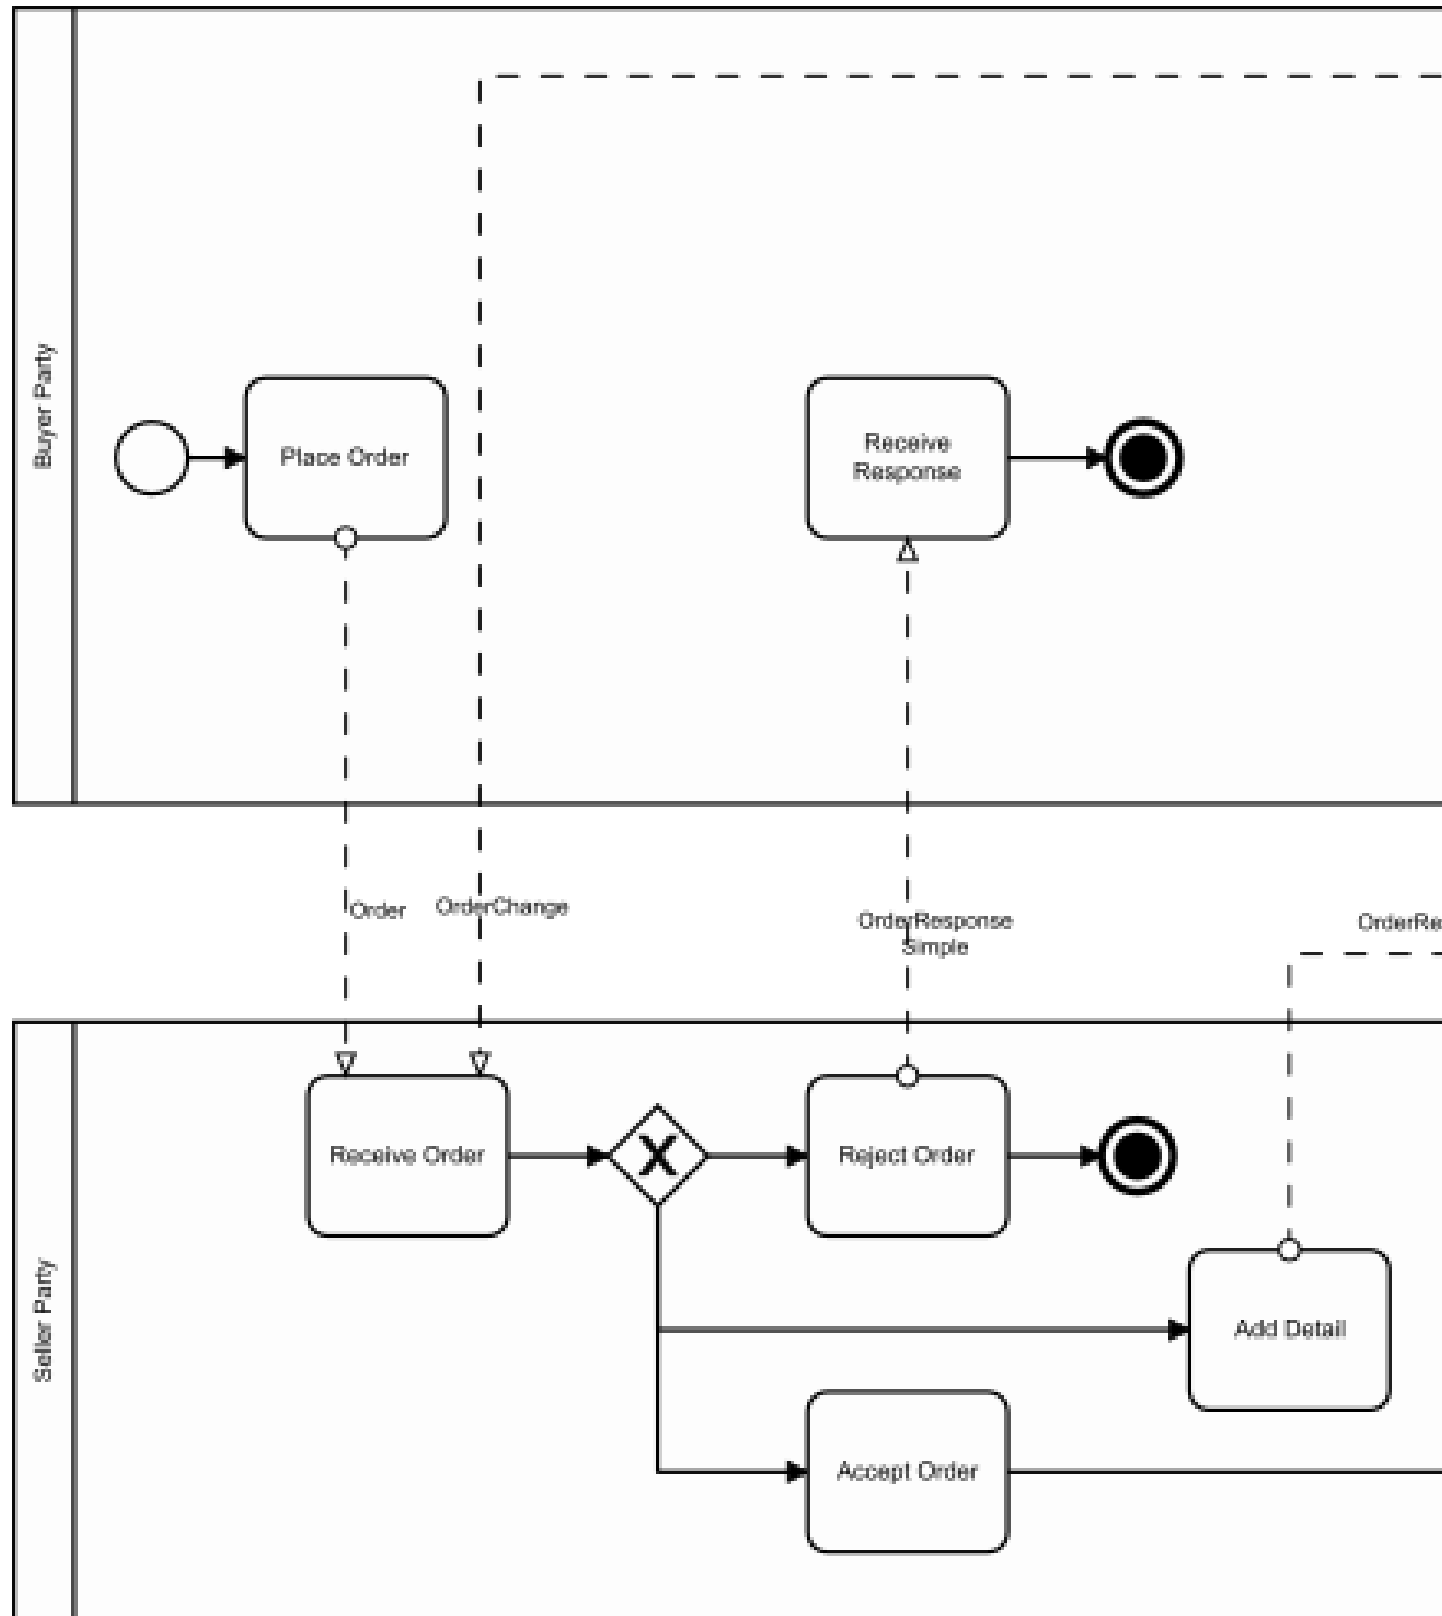 Buyer Party
Place Order
Receive
Response
Order
OrderChange
OrderResponse
Simple
OrderRe
Seller Party
Receive Order
X
Reject Order
Add Detail
Accept Order